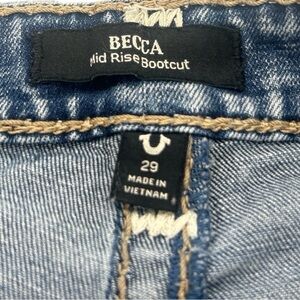 BECCA
Mid Rise Bootcut
29
MADE IN
VIETNAM